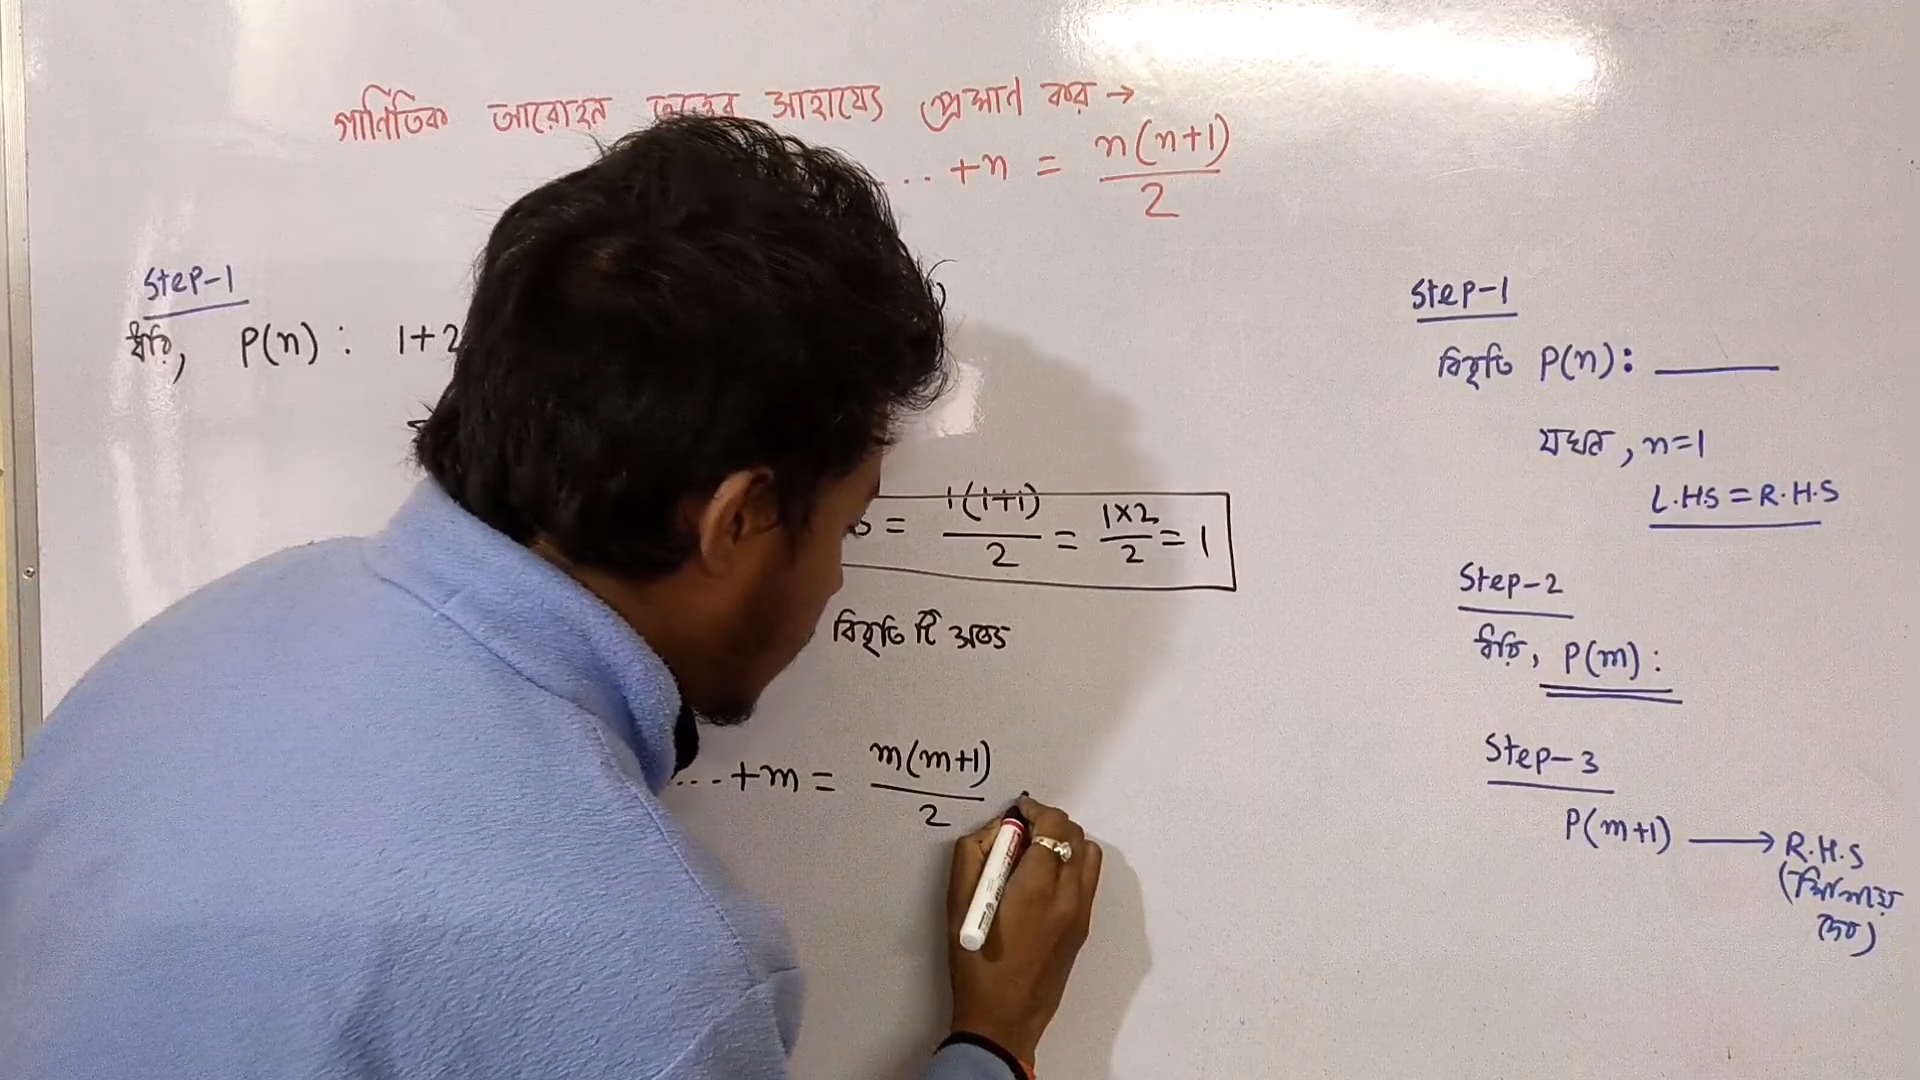 গাণিতিক আরোহন তত্ত্বের সাহায্যে প্রমাণ কর →
... +n = n(n+1)/2
Step-1
ধরি, P(n) : 1+2
S = 1(1+1)/2 = 1×2/2 = 1
বিবৃতি টি সত্য
.... +m = m(m+1)/2
Step-1
বিবৃতি P(n): ______
যখন, n=1
L.H.S = R.H.S
Step-2
ধরি, P(m) :
Step-3
P(m+1) ⟶ R.H.S
(মিলিয়ে
দেব)